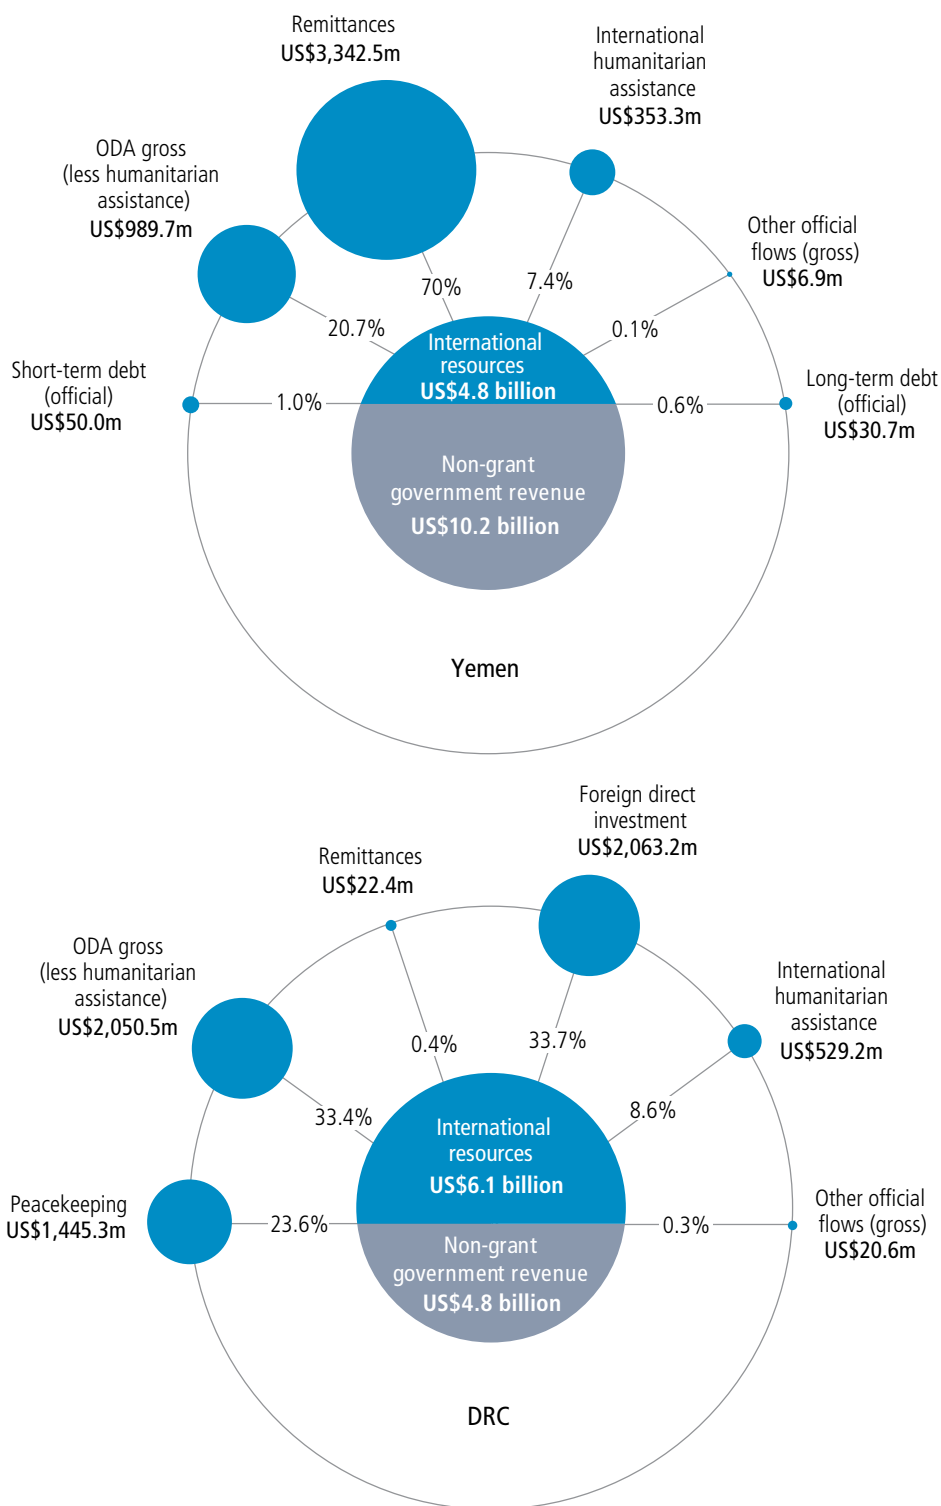 Remittances
US$3,342.5m
International
humanitarian
assistance
US$353.3m
ODA gross
(less humanitarian
assistance)
US$989.7m
Other official
flows (gross)
US$6.9m
70%
7.4%
20.7%
0.1%
Short-term debt
(official)
US$50.0m
1.0%
International
resources
US$4.8 billion
0.6%
Long-term debt
(official)
US$30.7m
Non-grant
government revenue
US$10.2 billion
Yemen
Foreign direct
investment
US$2,063.2m
Remittances
US$22.4m
ODA gross
(less humanitarian
assistance)
US$2,050.5m
International
humanitarian
assistance
US$529.2m
0.4%
33.7%
33.4%
8.6%
International
resources
US$6.1 billion
Peacekeeping
US$1,445.3m
23.6%
0.3%
Other official
flows (gross)
US$20.6m
Non-grant
government revenue
US$4.8 billion
DRC